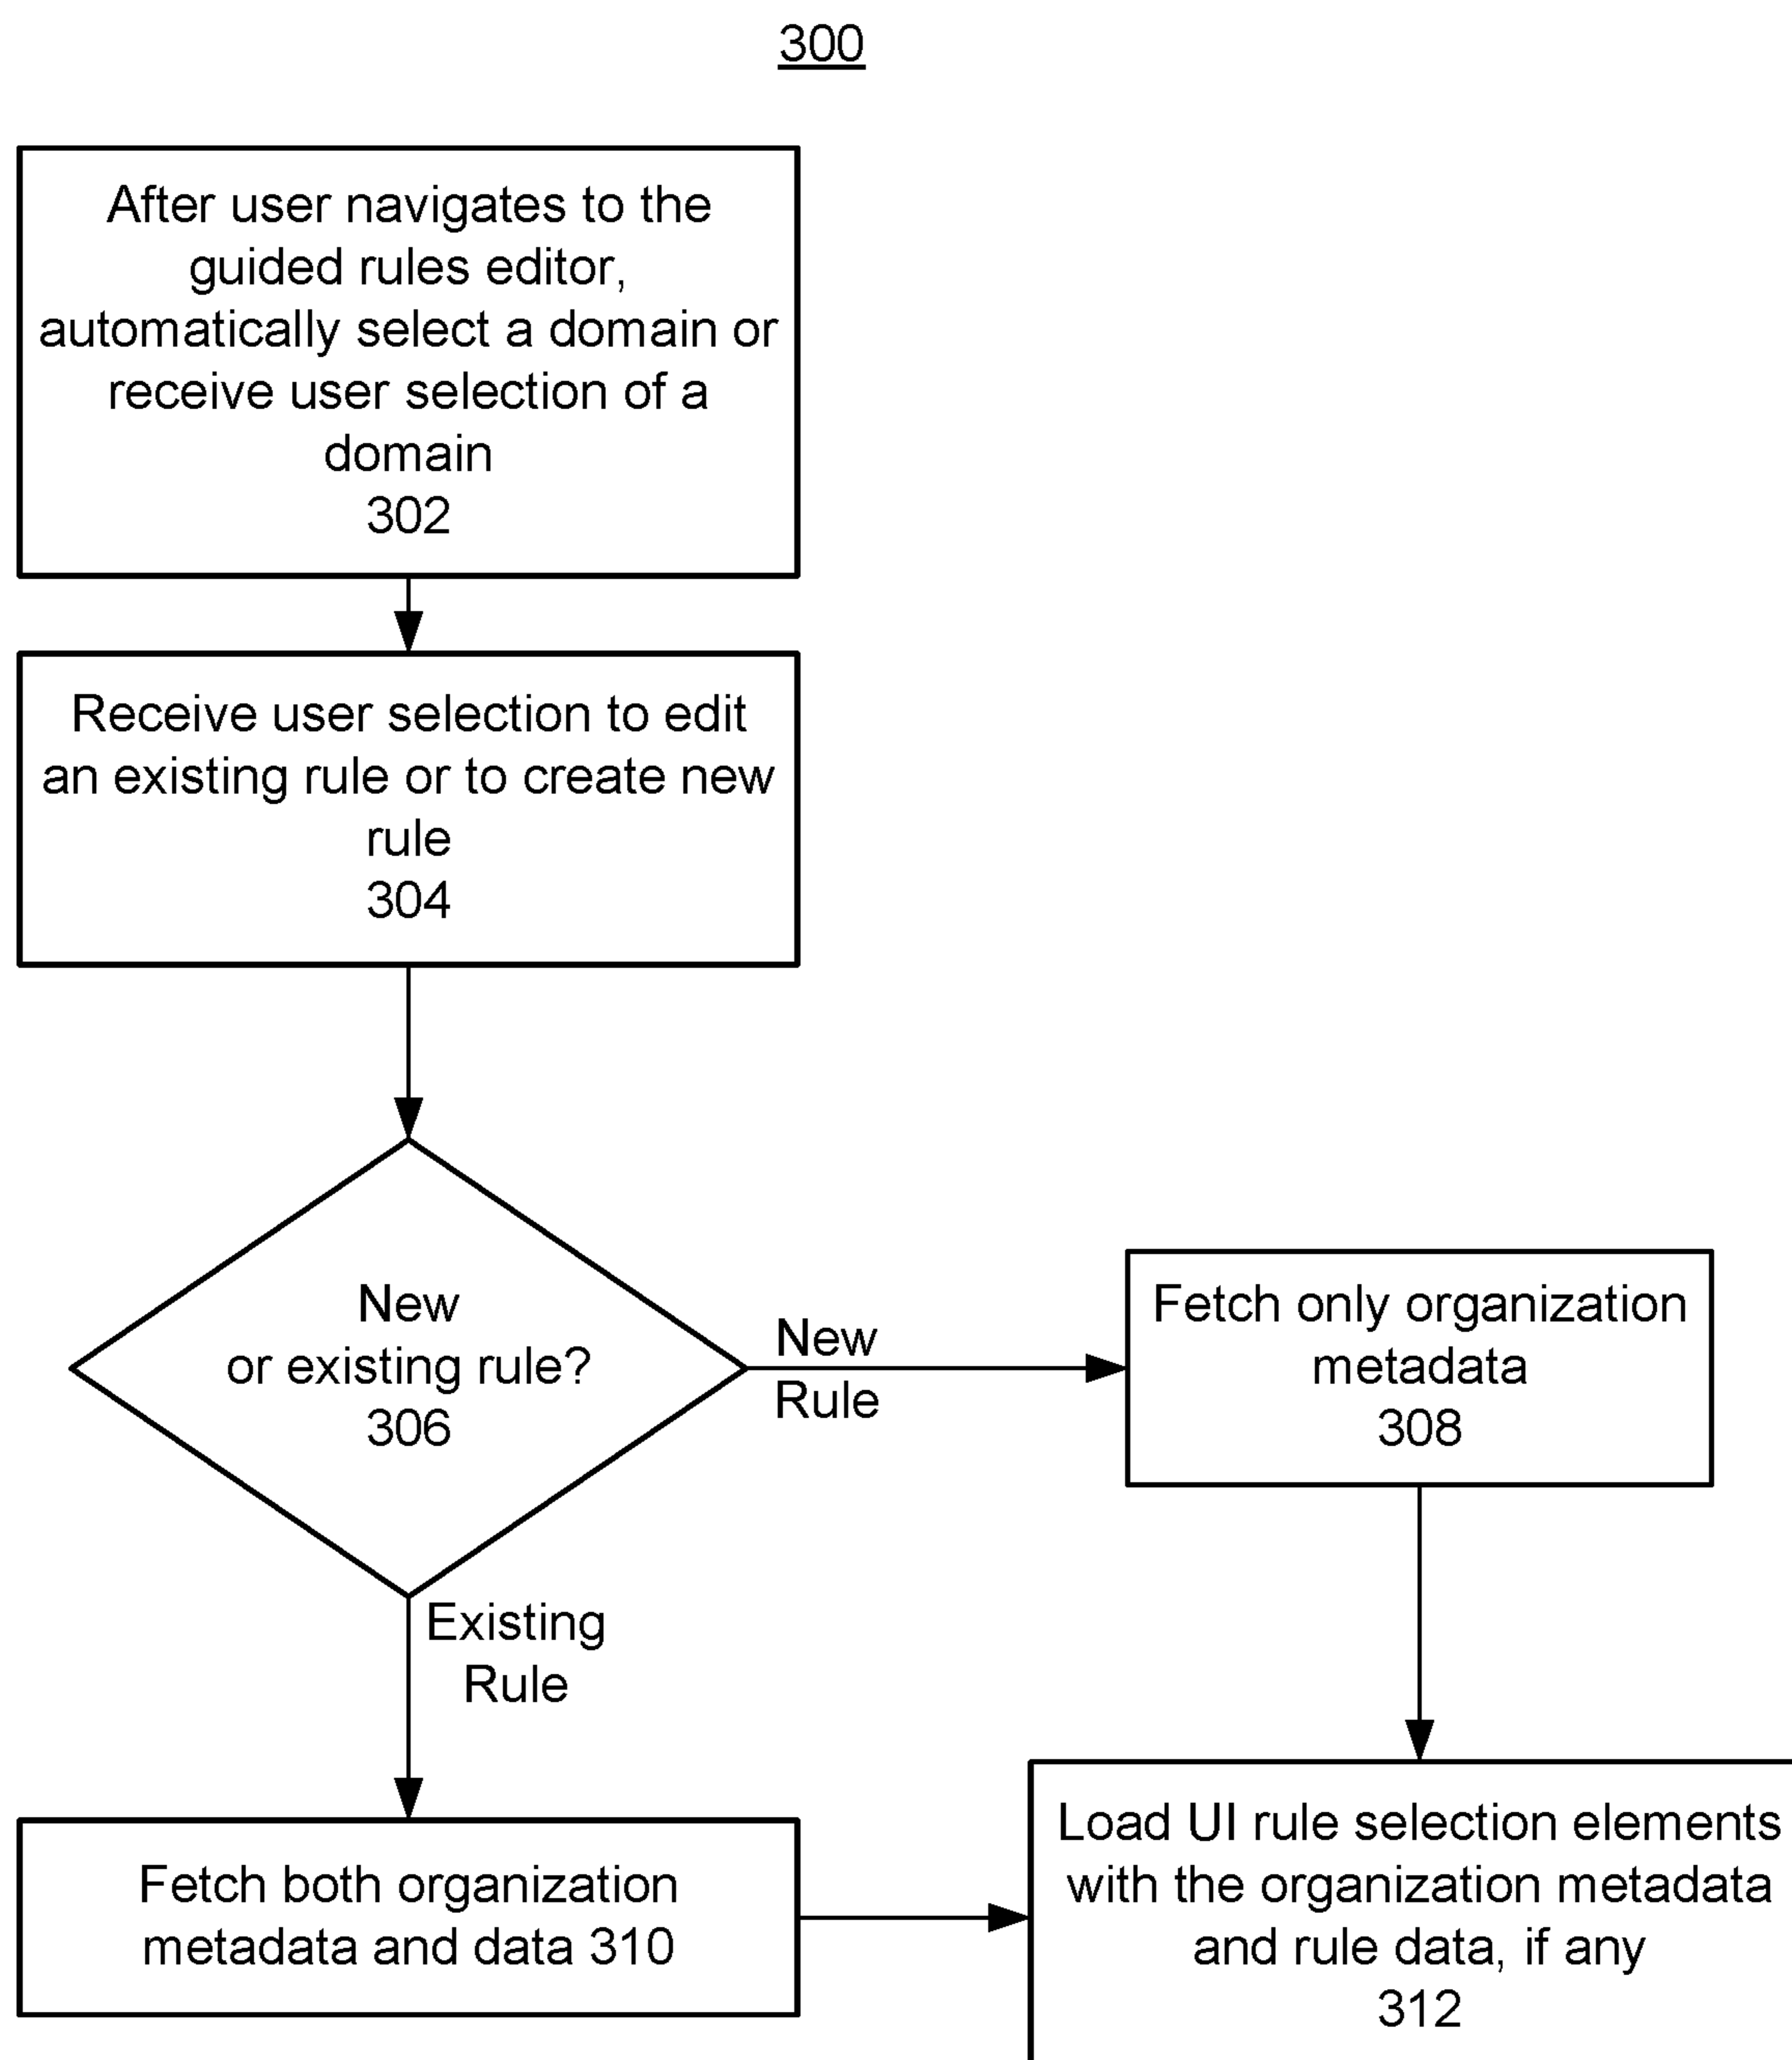 300
After user navigates to the
guided rules editor,
automatically select a domain or
receive user selection of a
domain
302
Receive user selection to edit
an existing rule or to create new
rule
304
New
or existing rule?
306
New
Rule
Fetch only organization
metadata
308
Existing
Rule
Fetch both organization
metadata and data 310
Load UI rule selection elements
with the organization metadata
and rule data, if any
312